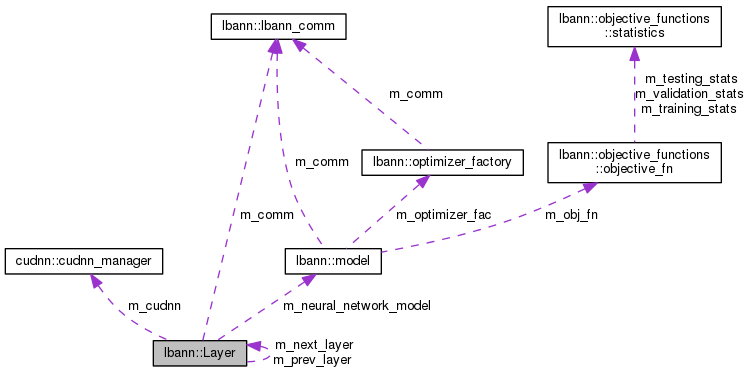 lbann::lbann_comm
lbann::objective_functions
::statistics
m_testing_stats
m_validation_stats
m_training_stats
m_comm
lbann::optimizer_factory
lbann::objective_functions
::objective_fn
m_comm
m_comm
m_optimizer_fac
m_obj_fn
cudnn::cudnn_manager
lbann::model
m_cudnn
m_neural_network_model
lbann::Layer
m_next_layer
m_prev_layer